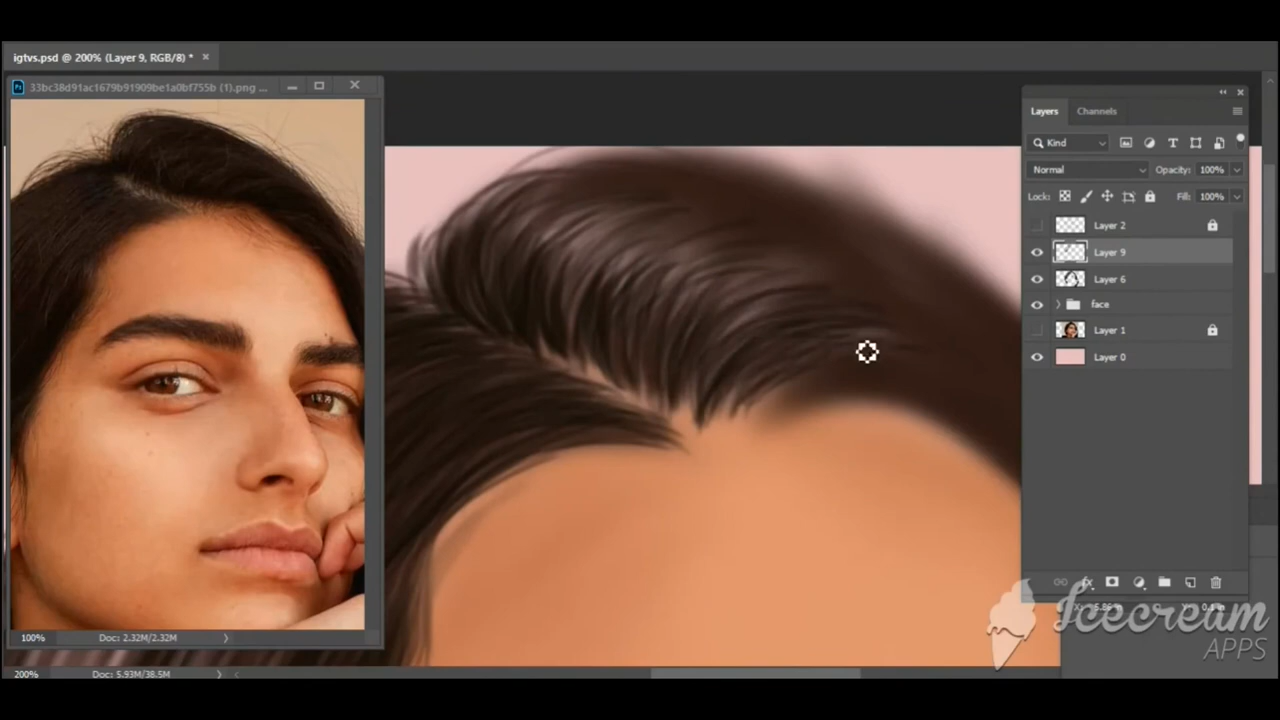 igtvs.psd @ 200% (Layer 9, RGB/8) *
33bc38d91ac1679b91909be1a0bf755b (1).png ...
Layers
Channels
Kind
Normal
Opacity: 100%
Lock:
Fill: 100%
Layer 2
Layer 9
Layer 6
face
Layer 1
Layer 0
fx
Icecream
APPS
100%
Doc: 2.32M/2.32M
200%
Doc: 5.93M/38.5M